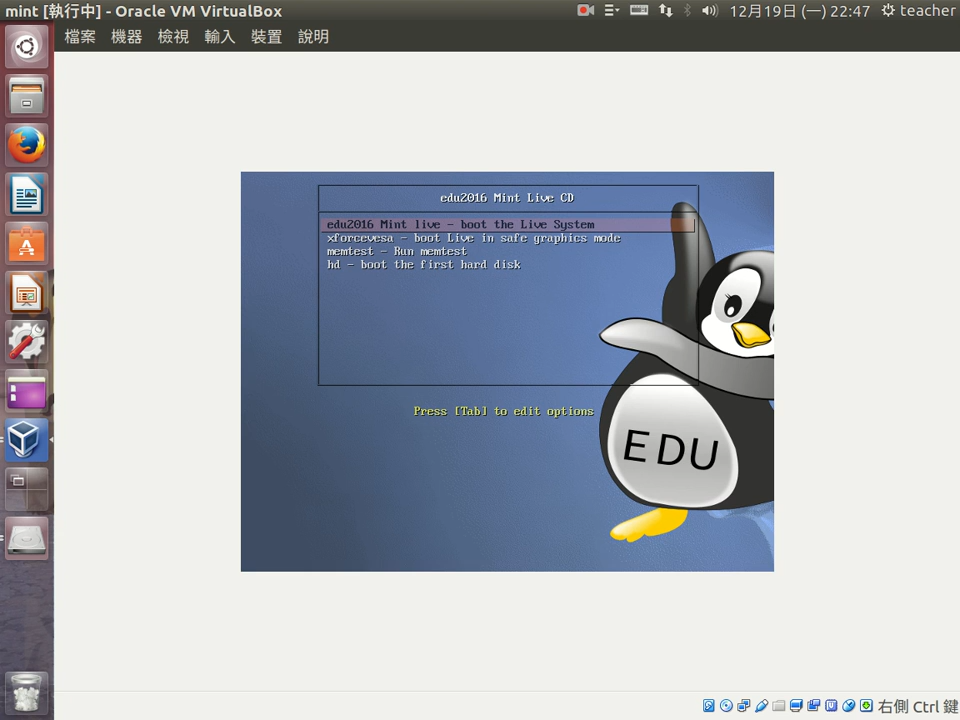 mint [執行中] - Oracle VM VirtualBox
12月19日 (一) 22:47 teacher
檔案 機器 檢視 輸入 裝置 說明
edu2016 Mint Live CD
edu2016 Mint live - boot the Live System
xforcevesa - boot Live in safe graphics mode
memtest - Run memtest
hd - boot the first hard disk
Press [Tab] to edit options
EDU
右側 Ctrl 鍵